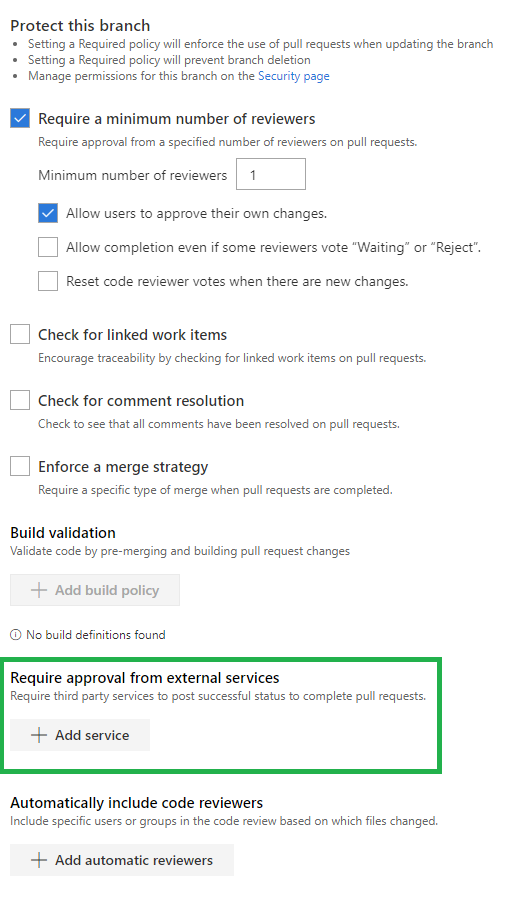 Protect this branch
• Setting a Required policy will enforce the use of pull requests when updating the branch
• Setting a Required policy will prevent branch deletion
• Manage permissions for this branch on the Security page
Require a minimum number of reviewers
Require approval from a specified number of reviewers on pull requests.
Minimum number of reviewers 1
Allow users to approve their own changes.
Allow completion even if some reviewers vote “Waiting” or “Reject”.
Reset code reviewer votes when there are new changes.
Check for linked work items
Encourage traceability by checking for linked work items on pull requests.
Check for comment resolution
Check to see that all comments have been resolved on pull requests.
Enforce a merge strategy
Require a specific type of merge when pull requests are completed.
Build validation
Validate code by pre-merging and building pull request changes
+ Add build policy
No build definitions found
Require approval from external services
Require third party services to post successful status to complete pull requests.
+ Add service
Automatically include code reviewers
Include specific users or groups in the code review based on which files changed.
+ Add automatic reviewers